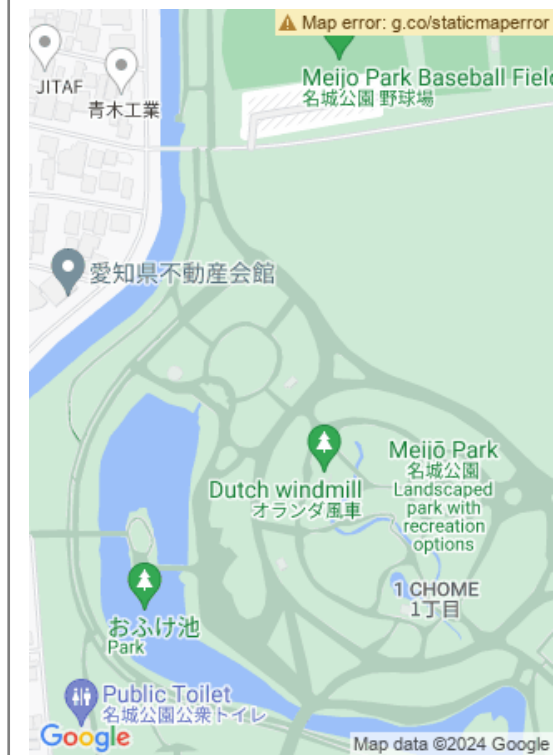 Map error: g.co/staticmaperror
JITAF
青木工業
Meijo Park Baseball Field
名城公園 野球場
愛知県不動産会館
Dutch windmill
オランダ風車
Meijō Park
名城公園
Landscaped
park with
recreation
options
1 CHOME
1丁目
おふけ池
Park
Public Toilet
名城公園公衆トイレ
Google
Map data ©2024 Google